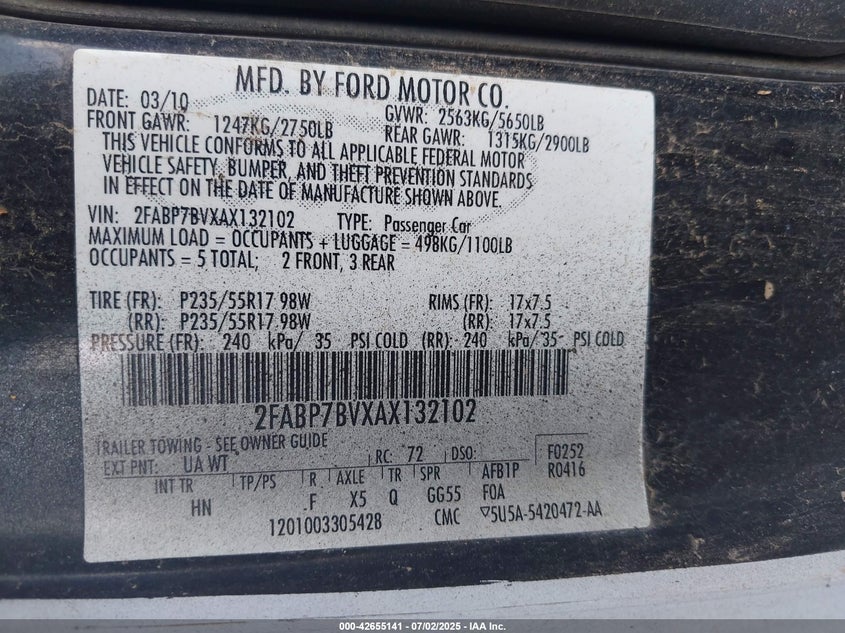 MFD. BY FORD MOTOR CO.
DATE: 03/10 GVWR: 2563KG/5650LB
FRONT GAWR: 1247KG/2750LB REAR GAWR: 1315KG/2900LB
THIS VEHICLE CONFORMS TO ALL APPLICABLE FEDERAL MOTOR
VEHICLE SAFETY, BUMPER, AND THEFT PREVENTION STANDARDS
IN EFFECT ON THE DATE OF MANUFACTURE SHOWN ABOVE.
VIN: 2FABP7BVXAX132102 TYPE: Passenger Car
MAXIMUM LOAD = OCCUPANTS + LUGGAGE = 498KG/1100LB
OCCUPANTS = 5 TOTAL; 2 FRONT, 3 REAR
TIRE (FR): P235/55R17 98W RIMS (FR): 17x7.5
(RR): P235/55R17 98W (RR): 17x7.5
PRESSURE (FR): 240 kPa/ 35 PSI COLD (RR): 240 kPa/35 PSI COLD
2FABP7BVXAX132102
TRAILER TOWING - SEE OWNER GUIDE
EXT PNT: UA WT RC: 72 DSO: F0252
INT TR TP/PS R AXLE TR SPR AFB1P R0416
HN F X5 Q GG55 FOA
1201003305428 CMC ▽5U5A-5420472-AA
000-42655141 - 07/02/2025 - IAA Inc.